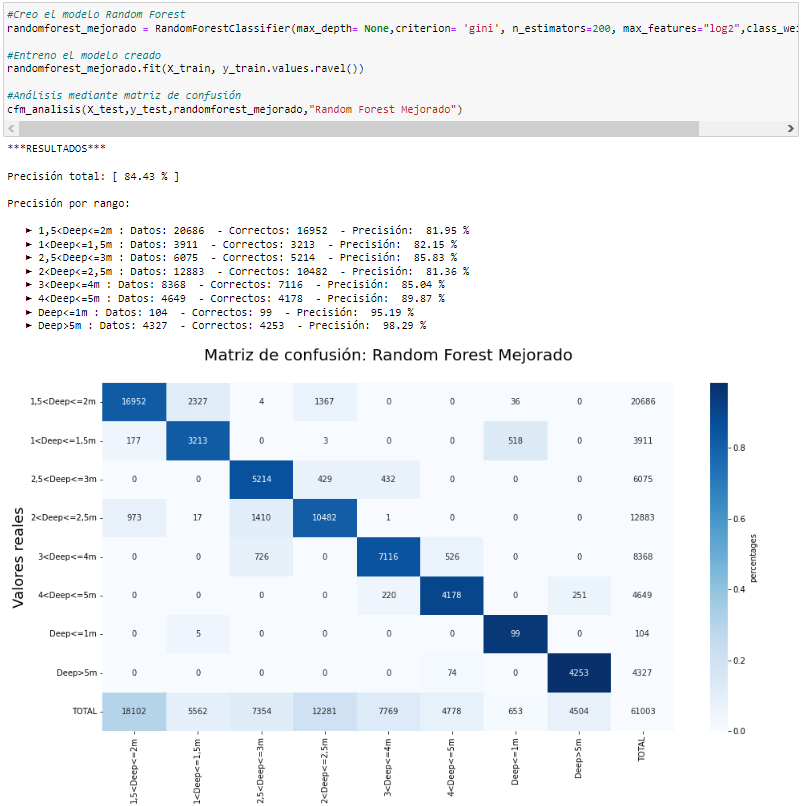 #Creo el modelo Random Forest
randomforest_mejorado = RandomForestClassifier(max_depth= None,criterion= 'gini', n_estimators=200, max_features="log2",class_wei
#Entreno el modelo creado
randomforest_mejorado.fit(X_train, y_train.values.ravel())
#Análisis mediante matriz de confusión
cfm_analisis(X_test,y_test,randomforest_mejorado,"Random Forest Mejorado")
***RESULTADOS***
Precisión total: [ 84.43 % ]
Precisión por rango:
► 1,5<Deep<=2m : Datos: 20686 - Correctos: 16952 - Precisión: 81.95 %
► 1<Deep<=1,5m : Datos: 3911 - Correctos: 3213 - Precisión: 82.15 %
► 2,5<Deep<=3m : Datos: 6075 - Correctos: 5214 - Precisión: 85.83 %
► 2<Deep<=2,5m : Datos: 12883 - Correctos: 10482 - Precisión: 81.36 %
► 3<Deep<=4m : Datos: 8368 - Correctos: 7116 - Precisión: 85.04 %
► 4<Deep<=5m : Datos: 4649 - Correctos: 4178 - Precisión: 89.87 %
► Deep<=1m : Datos: 104 - Correctos: 99 - Precisión: 95.19 %
► Deep>5m : Datos: 4327 - Correctos: 4253 - Precisión: 98.29 %
Matriz de confusión: Random Forest Mejorado
1,5<Deep<=2m 16952 2327 4 1367 0 0 36 0 20686
1<Deep<=1,5m 177 3213 0 3 0 0 518 0 3911
2,5<Deep<=3m 0 0 5214 429 432 0 0 0 6075
2<Deep<=2,5m 973 17 1410 10482 1 0 0 0 12883
3<Deep<=4m 0 0 726 0 7116 526 0 0 8368
4<Deep<=5m 0 0 0 0 220 4178 0 251 4649
Deep<=1m 0 5 0 0 0 0 99 0 104
Deep>5m 0 0 0 0 0 74 0 4253 4327
TOTAL 18102 5562 7354 12281 7769 4778 653 4504 61003
1,5<Deep<=2m 1<Deep<=1,5m 2,5<Deep<=3m 2<Deep<=2,5m 3<Deep<=4m 4<Deep<=5m Deep<=1m Deep>5m TOTAL
Valores reales
0.8
0.6
0.4
0.2
0.0
percentages